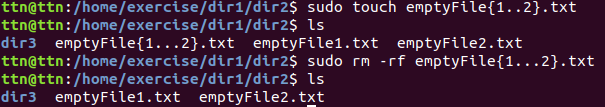 ttn@ttn:/home/exercise/dir1/dir2$ sudo touch emptyFile{1..2}.txt
ttn@ttn:/home/exercise/dir1/dir2$ ls
dir3  emptyFile{1...2}.txt  emptyFile1.txt  emptyFile2.txt
ttn@ttn:/home/exercise/dir1/dir2$ sudo rm -rf emptyFile{1...2}.txt
ttn@ttn:/home/exercise/dir1/dir2$ ls
dir3  emptyFile1.txt  emptyFile2.txt